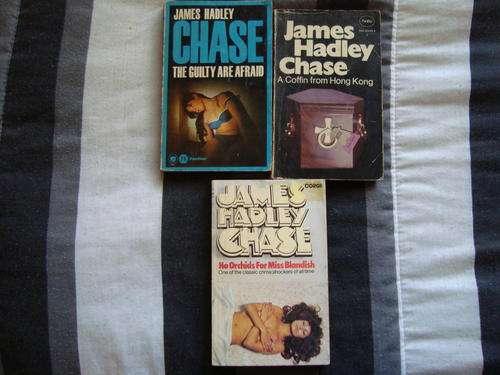 JAMES HADLEY
CHASE
THE GUILTY ARE AFRAID
Panther
James
Hadley
Chase
A Coffin from Hong Kong
CORGI
JAMES
HADLEY
CHASE
No Orchids For Miss Blandish
One of the classic crime shockers of all time